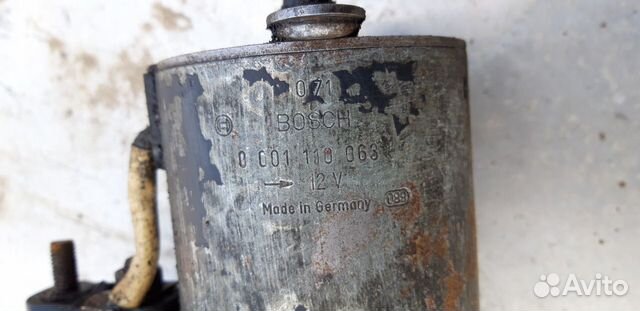 071
BOSCH
0 001 110 063
→ 12 V
Made in Germany
Avito